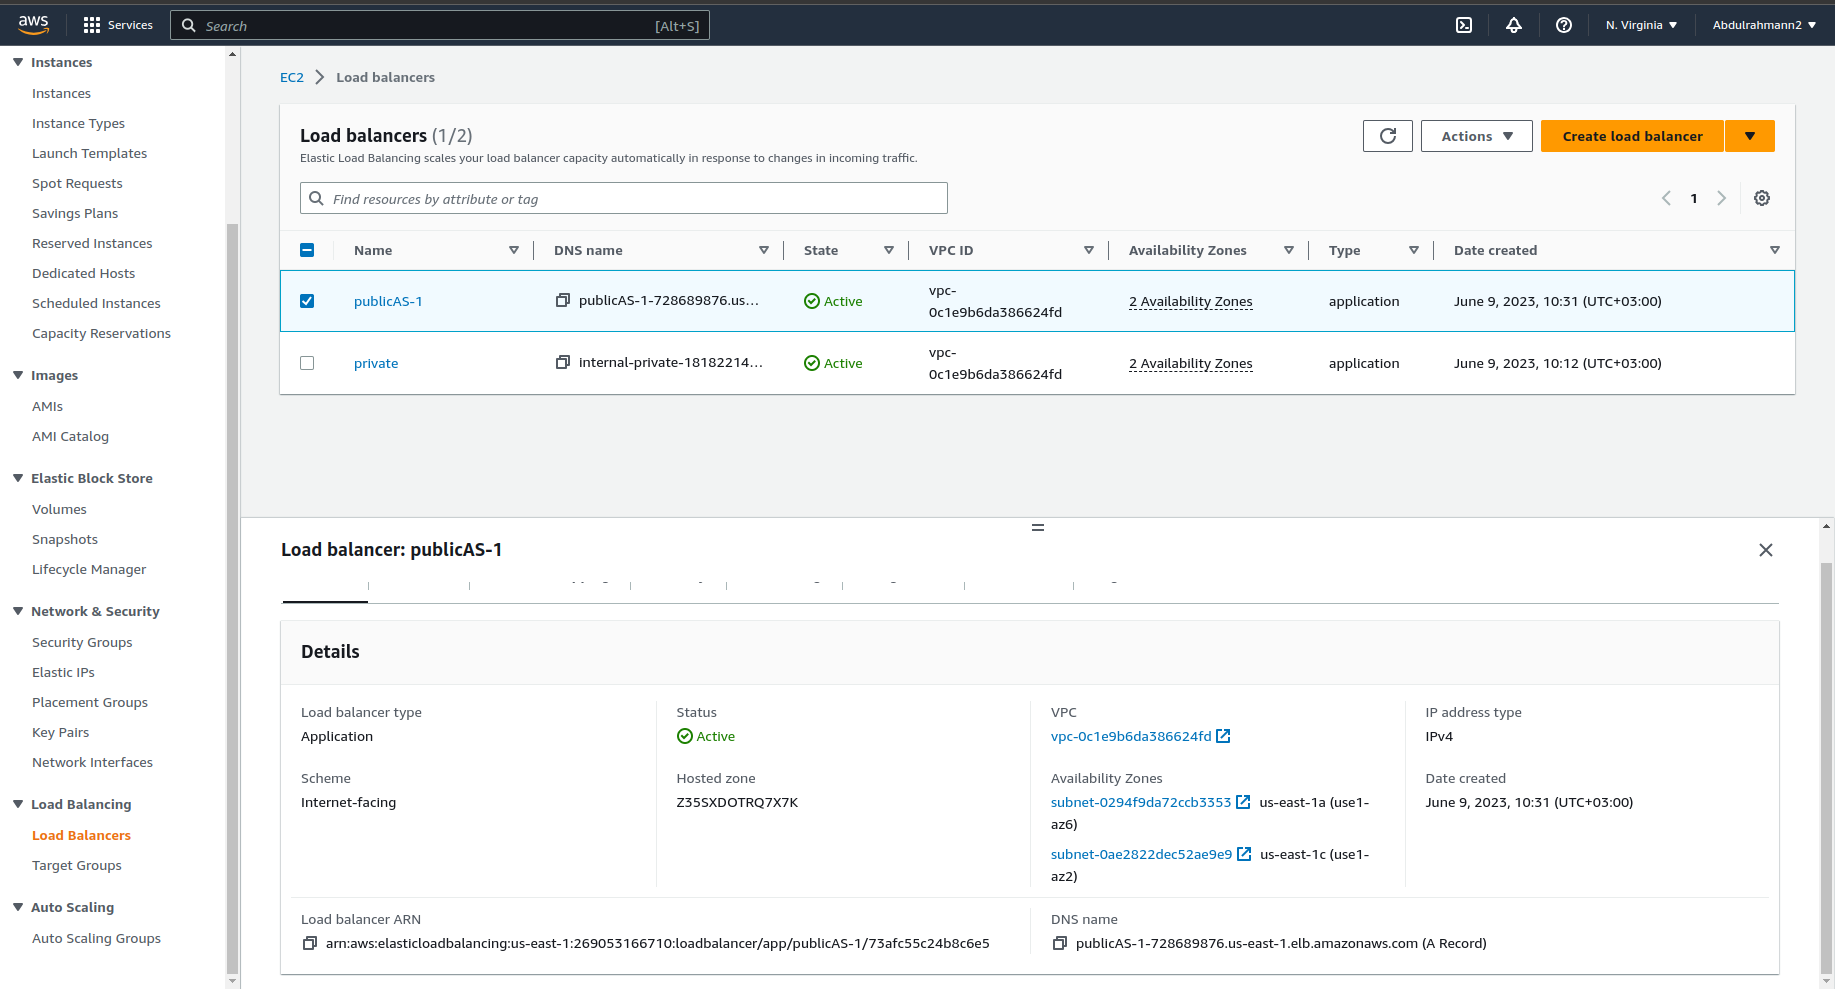 aws
Services
Search
[Alt+S]
N. Virginia
Abdulrahmann2
Instances
Instances
Instance Types
Launch Templates
Spot Requests
Savings Plans
Reserved Instances
Dedicated Hosts
Scheduled Instances
Capacity Reservations
Images
AMIs
AMI Catalog
Elastic Block Store
Volumes
Snapshots
Lifecycle Manager
Network & Security
Security Groups
Elastic IPs
Placement Groups
Key Pairs
Network Interfaces
Load Balancing
Load Balancers
Target Groups
Auto Scaling
Auto Scaling Groups
EC2 Load balancers
Load balancers (1/2)
Elastic Load Balancing scales your load balancer capacity automatically in response to changes in incoming traffic.
Actions
Create load balancer
Find resources by attribute or tag
1
Name DNS name State VPC ID Availability Zones Type Date created
publicAS-1 publicAS-1-728689876.us... Active vpc-
0c1e9b6da386624fd 2 Availability Zones application June 9, 2023, 10:31 (UTC+03:00)
private internal-private-18182214... Active vpc-
0c1e9b6da386624fd 2 Availability Zones application June 9, 2023, 10:12 (UTC+03:00)
Load balancer: publicAS-1
Details
Load balancer type
Application
Scheme
Internet-facing
Status
Active
Hosted zone
Z35SXDOTRQ7X7K
VPC
vpc-0c1e9b6da386624fd
Availability Zones
subnet-0294f9da72ccb3353 us-east-1a (use1-
az6)
subnet-0ae2822dec52ae9e9 us-east-1c (use1-
az2)
IP address type
IPv4
Date created
June 9, 2023, 10:31 (UTC+03:00)
Load balancer ARN
arn:aws:elasticloadbalancing:us-east-1:269053166710:loadbalancer/app/publicAS-1/73afc55c24b8c6e5
DNS name
publicAS-1-728689876.us-east-1.elb.amazonaws.com (A Record)